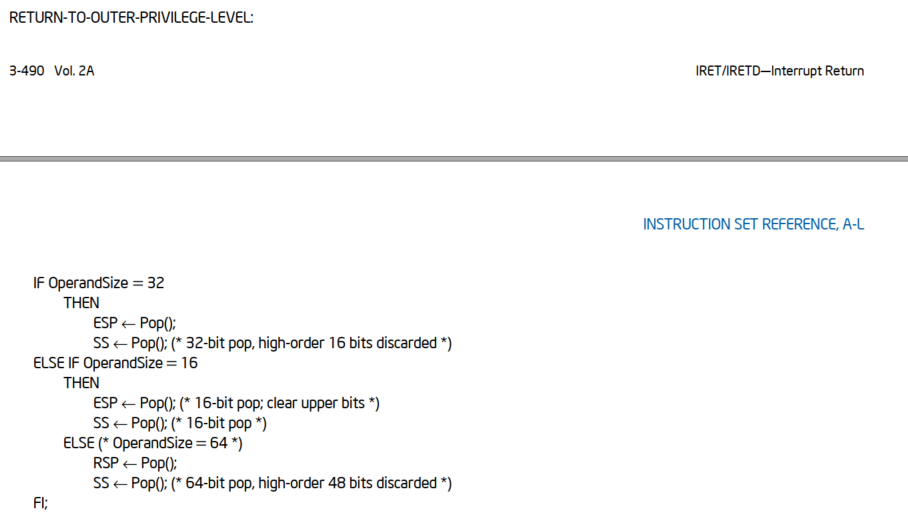 RETURN-TO-OUTER-PRIVILEGE-LEVEL:
3-490 Vol. 2A IRET/IRETD—Interrupt Return
INSTRUCTION SET REFERENCE, A-L
IF OperandSize = 32
THEN
ESP ← Pop();
SS ← Pop(); (* 32-bit pop, high-order 16 bits discarded *)
ELSE IF OperandSize = 16
THEN
ESP ← Pop(); (* 16-bit pop; clear upper bits *)
SS ← Pop(); (* 16-bit pop *)
ELSE (* OperandSize = 64 *)
RSP ← Pop();
SS ← Pop(); (* 64-bit pop, high-order 48 bits discarded *)
FI;